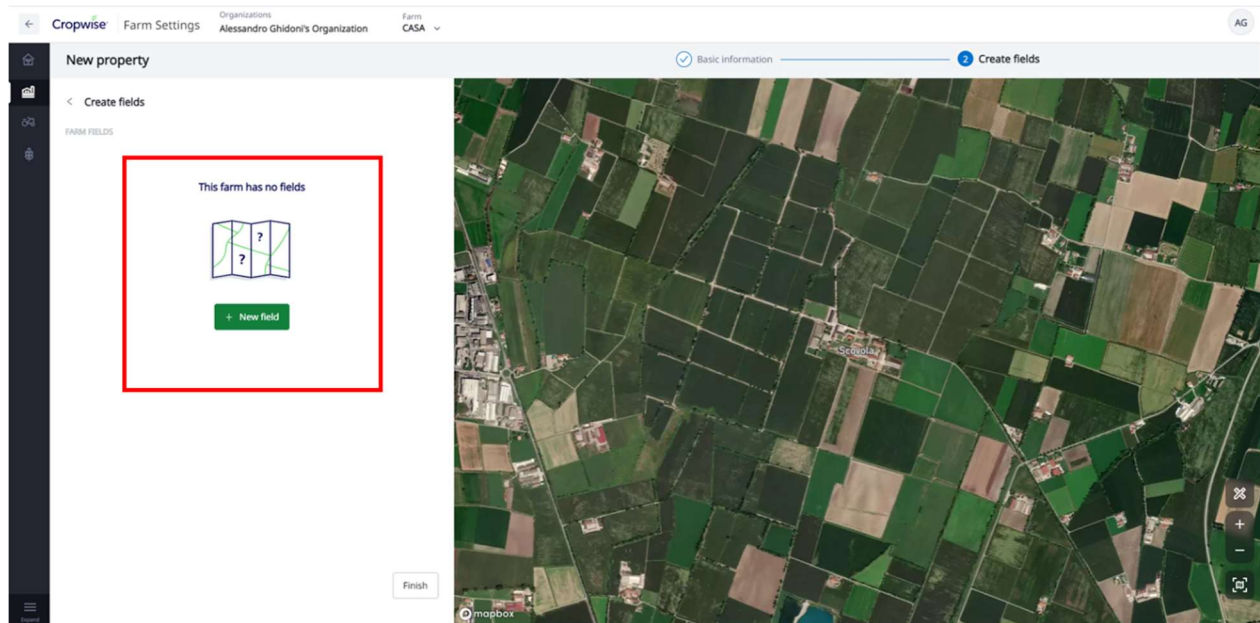 Cropwise
Farm Settings
Organizations
Alessandro Ghidoni's Organization
Farm
CASA
AG
New property
Basic information
2 Create fields
Create fields
FARM FIELDS
This farm has no fields
? ?
+ New field
Finish
Scovola
mapbox
Expand